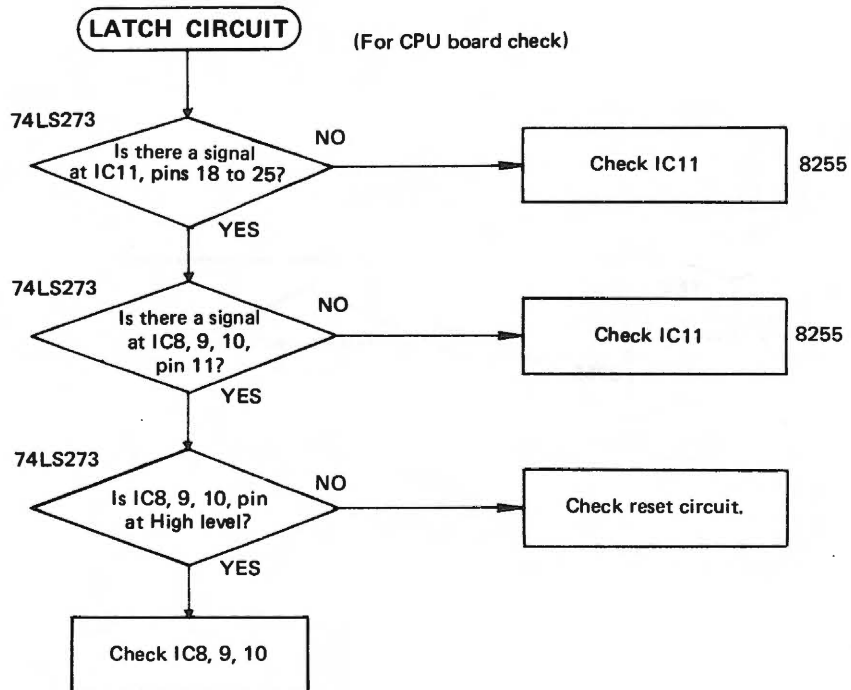 LATCH CIRCUIT
(For CPU board check)
74LS273
Is there a signal
at IC11, pins 18 to 25?
NO
Check IC11
8255
YES
74LS273
Is there a signal
at IC8, 9, 10,
pin 11?
NO
Check IC11
8255
YES
74LS273
Is IC8, 9, 10, pin
at High level?
NO
Check reset circuit.
YES
Check IC8, 9, 10